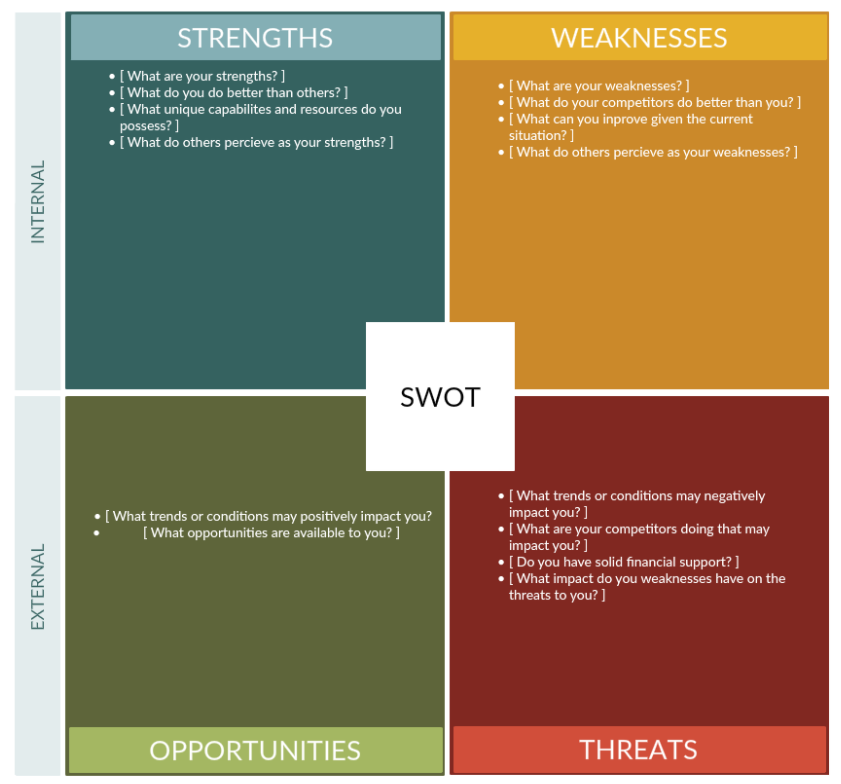 STRENGTHS
• [ What are your strengths? ]
• [ What do you do better than others? ]
• [ What unique capabilites and resources do you
possess? ]
• [ What do others percieve as your strengths? ]
WEAKNESSES
• [ What are your weaknesses? ]
• [ What do your competitors do better than you? ]
• [ What can you inprove given the current
situation? ]
• [ What do others percieve as your weaknesses? ]
INTERNAL
SWOT
EXTERNAL
• [ What trends or conditions may positively impact you?
• [ What opportunities are available to you? ]
OPPORTUNITIES
• [ What trends or conditions may negatively
impact you? ]
• [ What are your competitors doing that may
impact you? ]
• [ Do you have solid financial support? ]
• [ What impact do you weaknesses have on the
threats to you? ]
THREATS